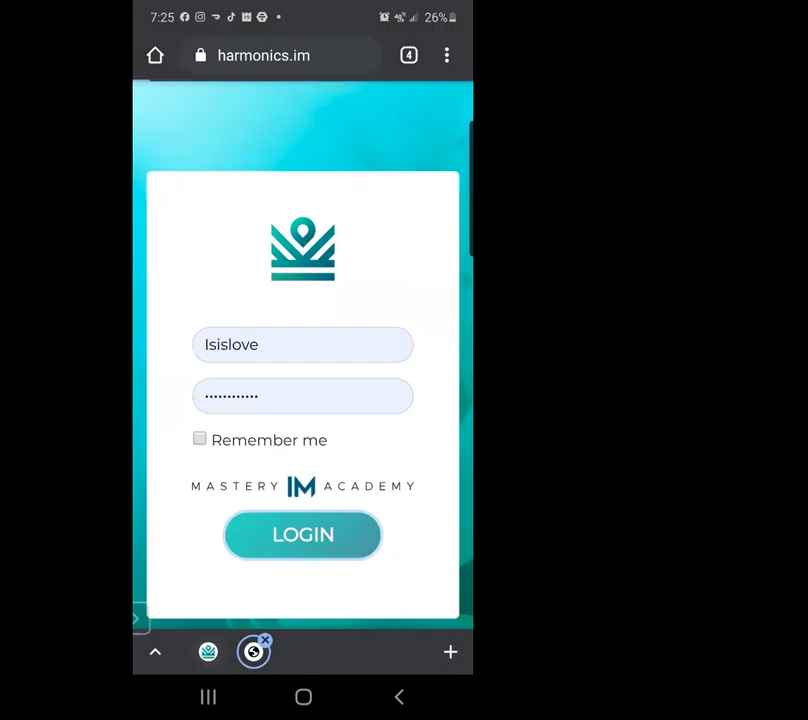 7:25
26%
harmonics.im
4
Isislove
••••••••••••
Remember me
MASTERY IM ACADEMY
LOGIN